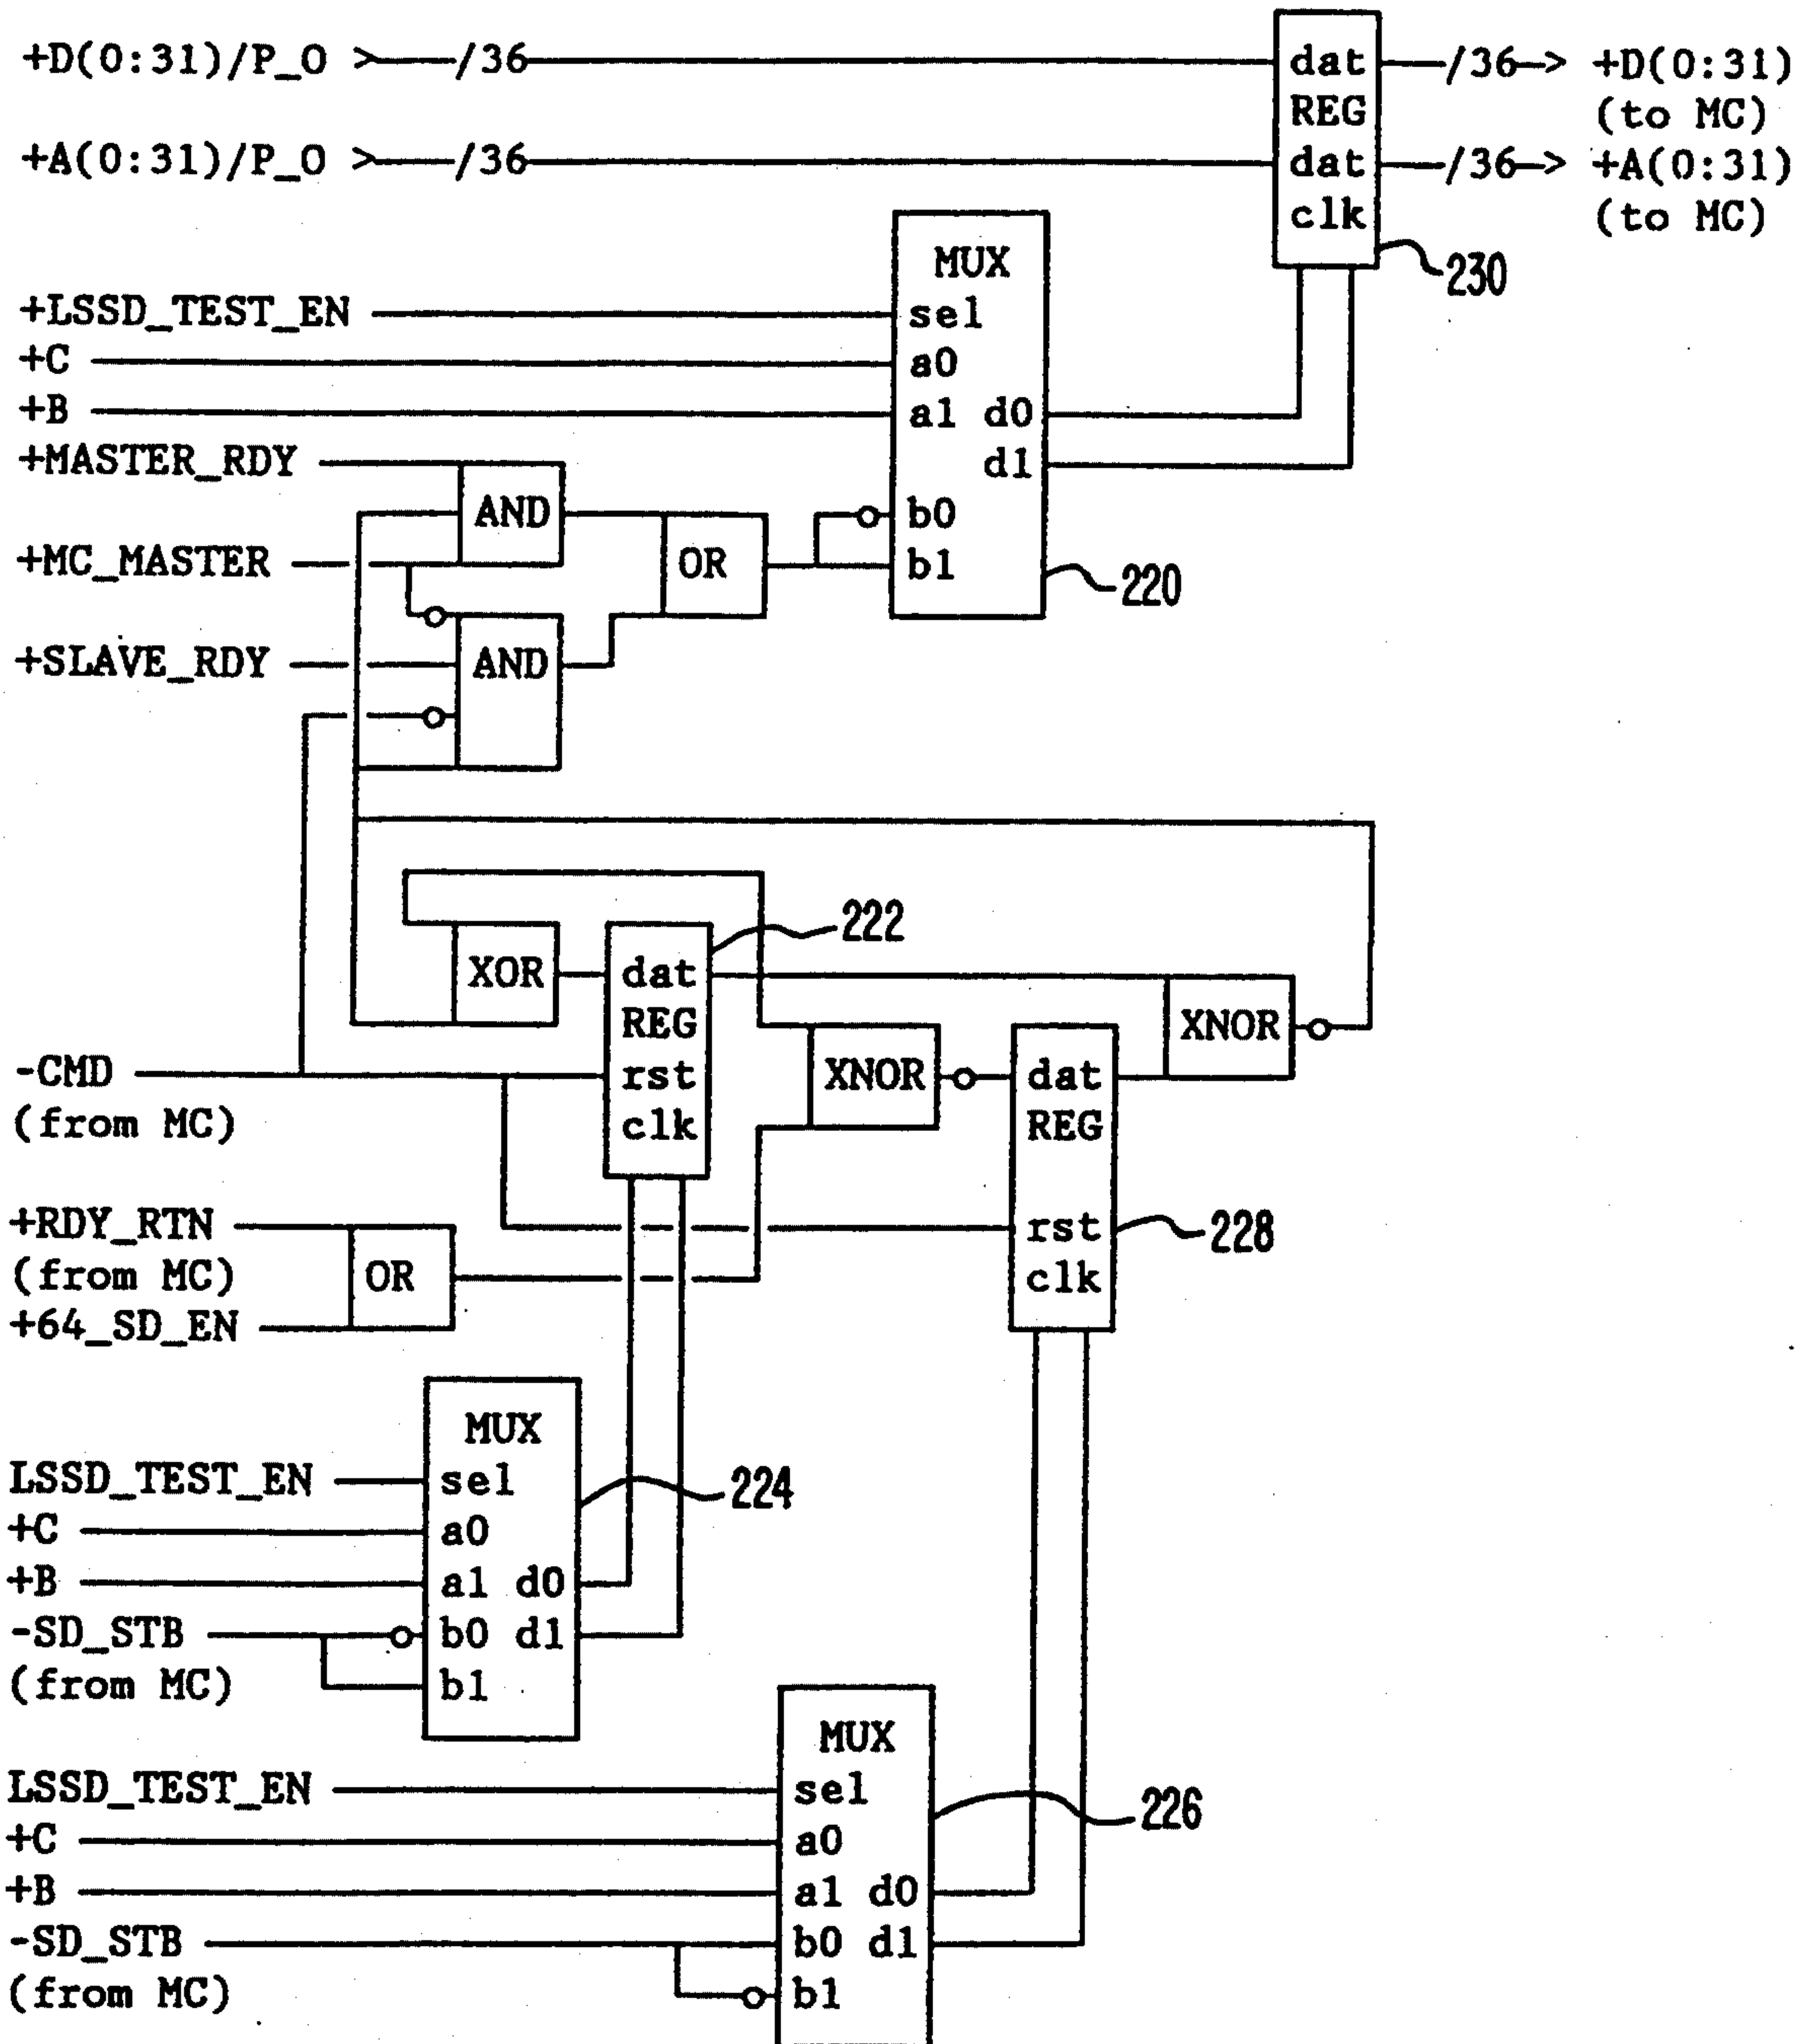 +D(0:31)/P_O >—/36— dat —/36—> +D(0:31)
REG (to MC)
+A(0:31)/P_O >—/36— dat —/36—> +A(0:31)
clk (to MC)
230
MUX
+LSSD_TEST_EN sel
+C a0
+B a1 d0
+MASTER_RDY d1
AND b0
+MC_MASTER OR b1
220
+SLAVE_RDY AND
222
XOR dat
REG XNOR
-CMD rst XNOR dat
(from MC) clk REG
+RDY_RTN rst 228
(from MC) OR clk
+64_SD_EN
MUX
LSSD_TEST_EN sel 224
+C a0
+B a1 d0
-SD_STB b0 d1
(from MC) b1
MUX
LSSD_TEST_EN sel
226
+C a0
+B a1 d0
-SD_STB b0 d1
(from MC) b1